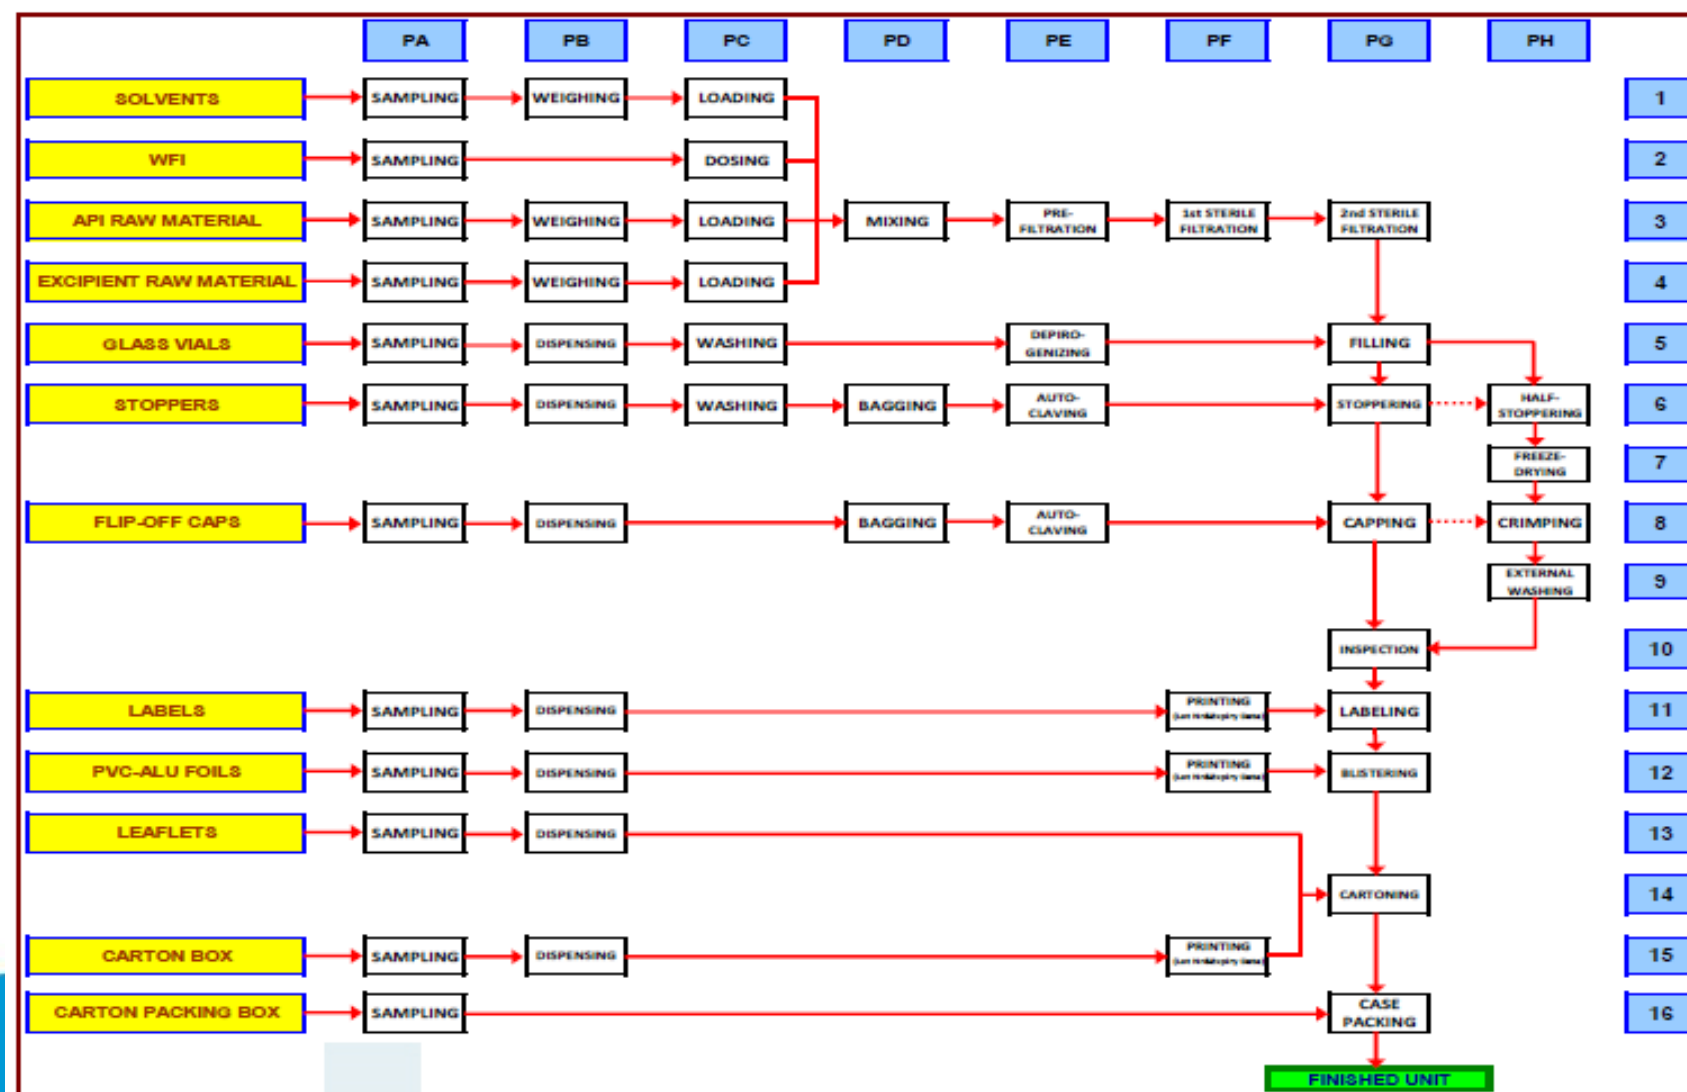 PA PB PC PD PE PF PG PH
SOLVENTS SAMPLING WEIGHING LOADING 1
WFI SAMPLING DOSING 2
API RAW MATERIAL SAMPLING WEIGHING LOADING MIXING PRE-
FILTRATION 1st STERILE
FILTRATION 2nd STERILE
FILTRATION 3
EXCIPIENT RAW MATERIAL SAMPLING WEIGHING LOADING 4
GLASS VIALS SAMPLING DISPENSING WASHING DEPIRO-
GENIZING FILLING 5
STOPPERS SAMPLING DISPENSING WASHING BAGGING AUTO-
CLAVING STOPPERING HALF-
STOPPERING 6
FREEZE-
DRYING 7
FLIP-OFF CAPS SAMPLING DISPENSING BAGGING AUTO-
CLAVING CAPPING CRIMPING 8
EXTERNAL
WASHING 9
INSPECTION 10
LABELS SAMPLING DISPENSING PRINTING
LABELING 11
PVC-ALU FOILS SAMPLING DISPENSING PRINTING
BLISTERING 12
LEAFLETS SAMPLING DISPENSING 13
CARTONING 14
CARTON BOX SAMPLING DISPENSING PRINTING
15
CARTON PACKING BOX SAMPLING CASE
PACKING 16
FINISHED UNIT